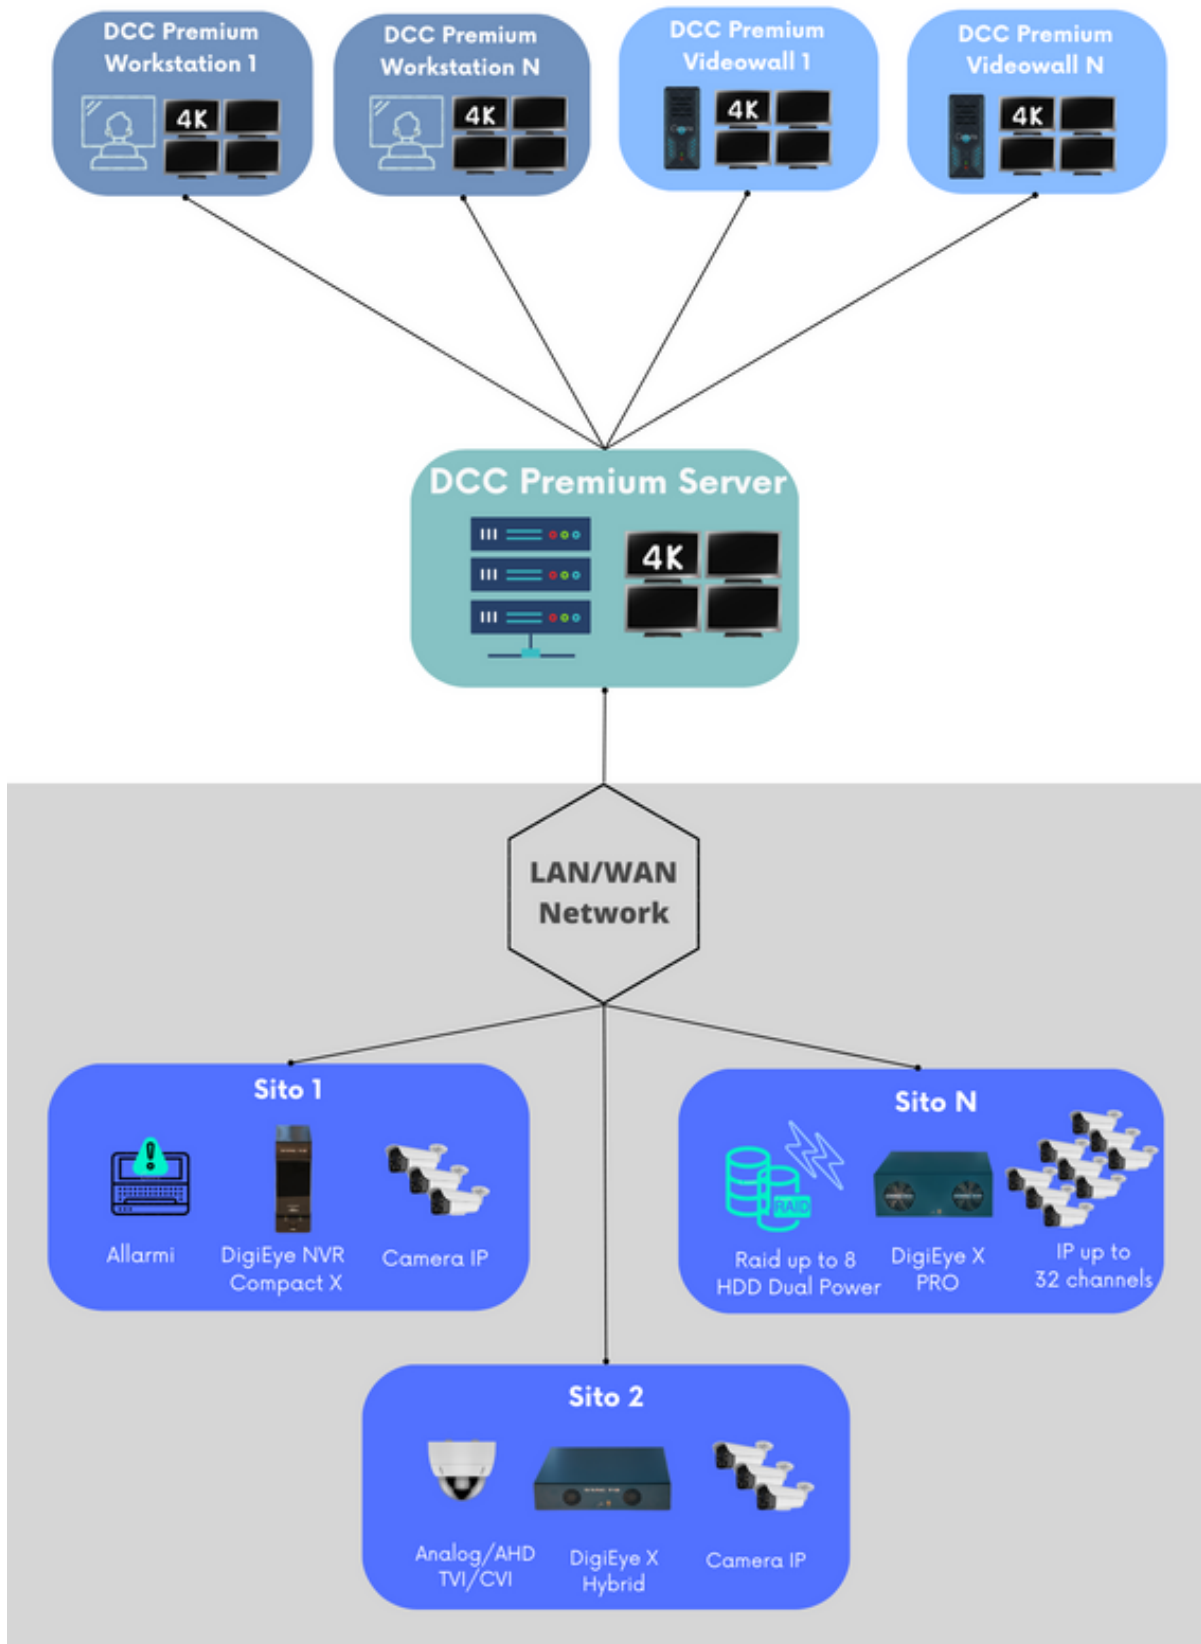 DCC Premium
Workstation 1
4K
DCC Premium
Workstation N
4K
DCC Premium
Videowall 1
4K
DCC Premium
Videowall N
4K
DCC Premium Server
4K
LAN/WAN
Network
Sito 1
Allarmi
DigiEye NVR
Compact X
Camera IP
Sito N
RAID
Raid up to 8
HDD Dual Power
DigiEye X
PRO
IP up to
32 channels
Sito 2
Analog/AHD
TVI/CVI
DigiEye X
Hybrid
Camera IP